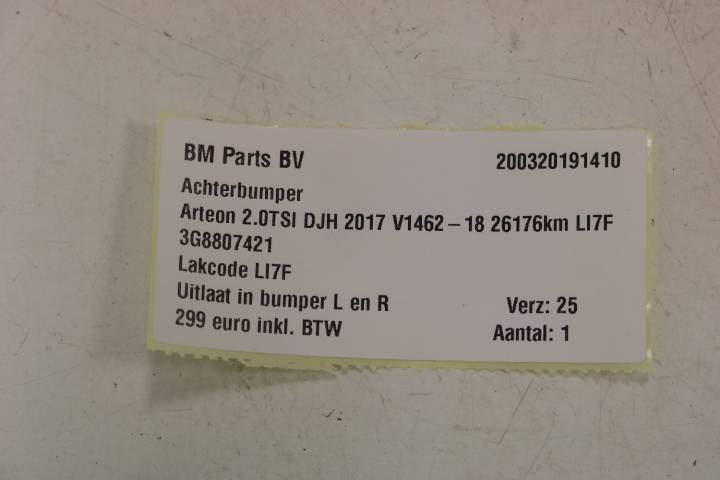 BM Parts BV 200320191410
Achterbumper
Arteon 2.0TSI DJH 2017 V1462 – 18 26176km LI7F
3G8807421
Lakcode LI7F
Uitlaat in bumper L en R Verz: 25
299 euro inkl. BTW Aantal: 1